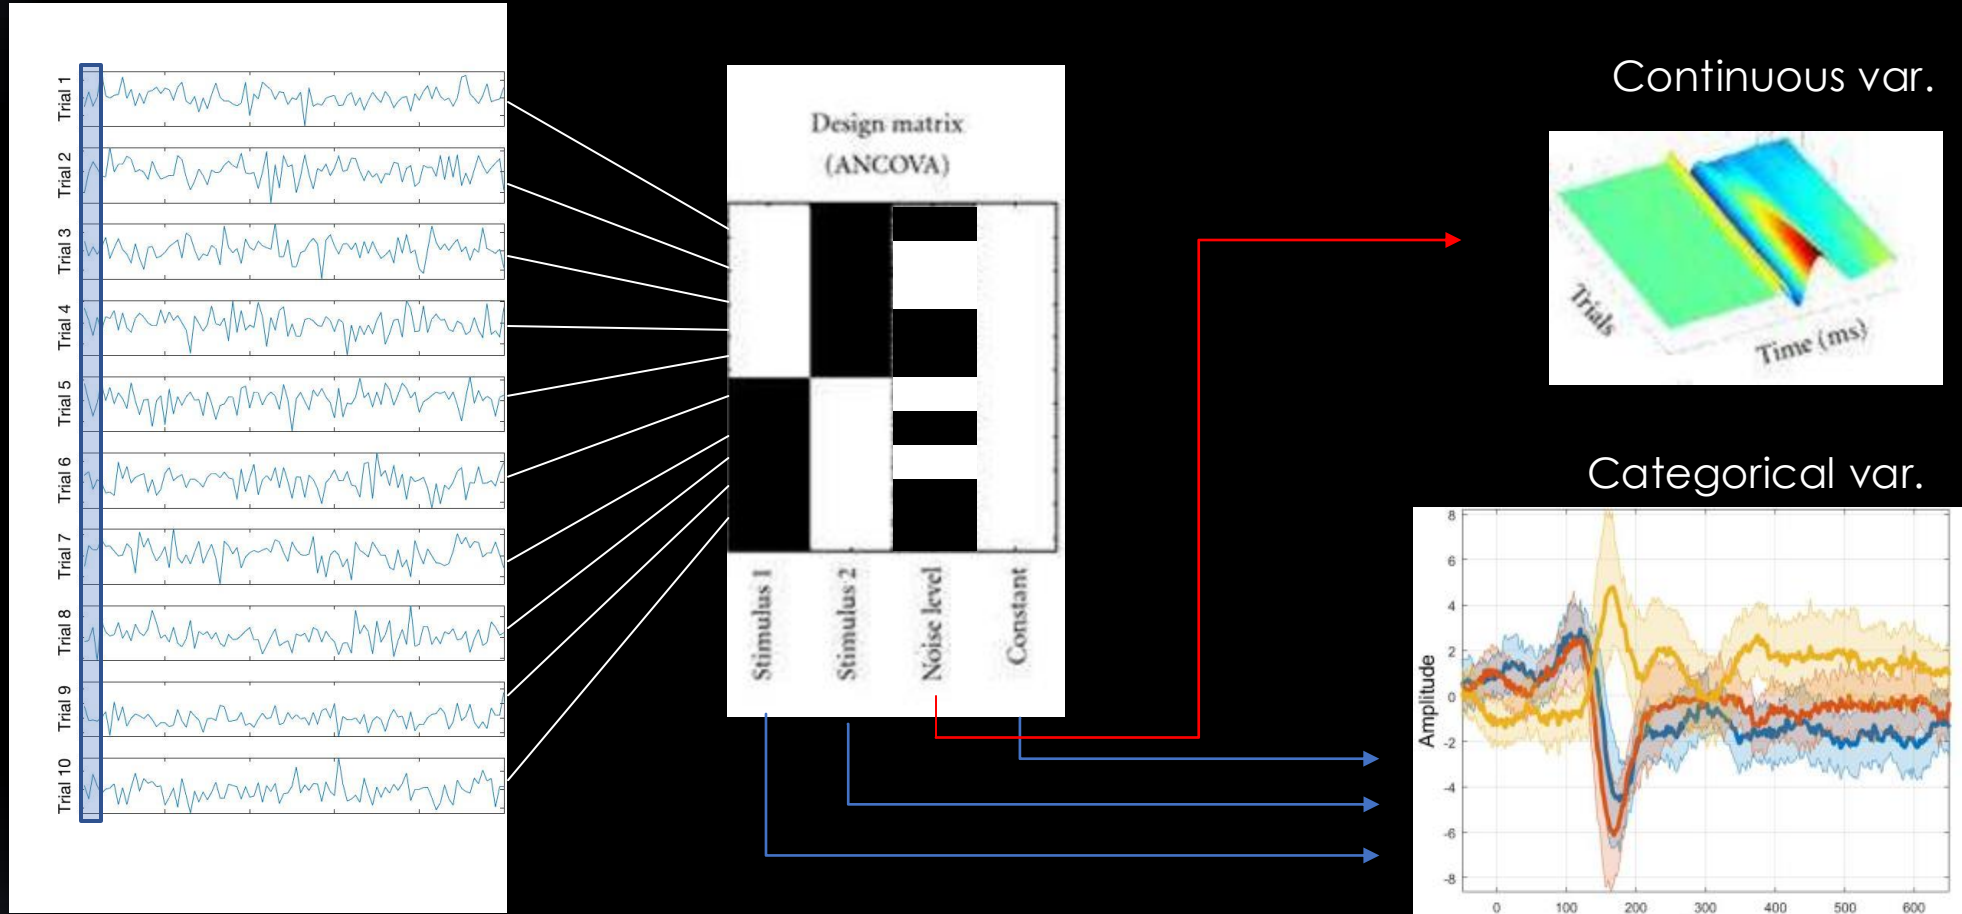 Trial 1
Trial 2
Trial 3
Trial 4
Trial 5
Trial 6
Trial 7
Trial 8
Trial 9
Trial 10
Design matrix
(ANCOVA)
Stimulus 1
Stimulus 2
Noise level
Constant
Continuous var.
Trials
Time (ms)
Categorical var.
Amplitude
8
6
4
2
0
-2
-4
-6
-8
0 100 200 300 400 500 600